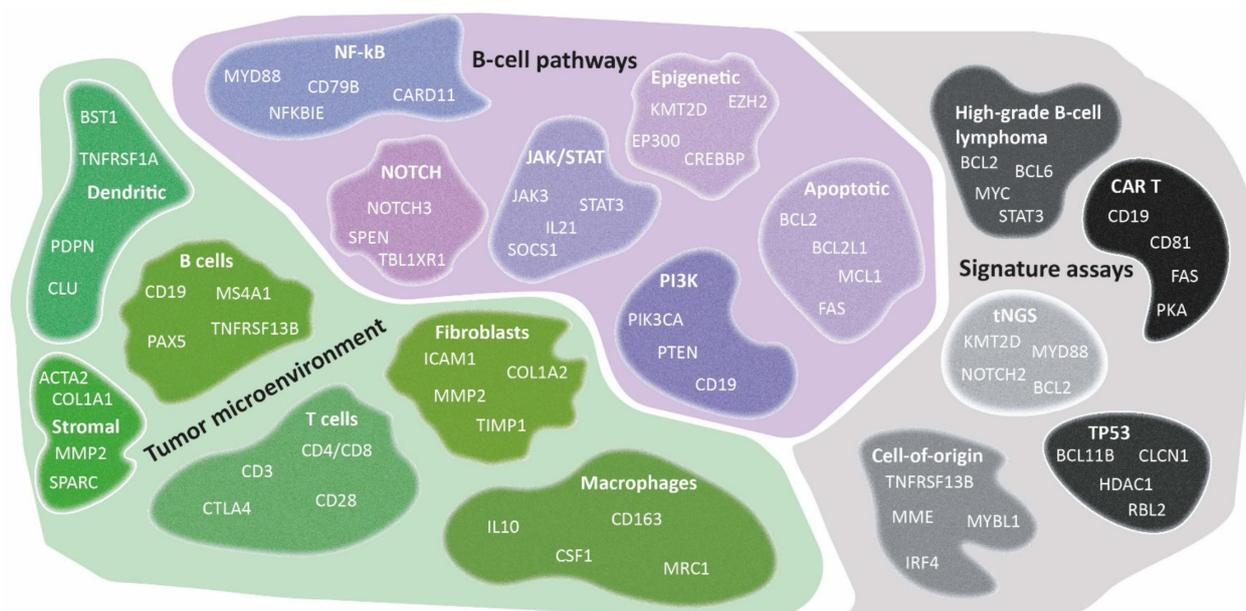 B-cell pathways
NF-kB
MYD88
CD79B
CARD11
NFKBIE
Epigenetic
KMT2D
EZH2
EP300
CREBBP
NOTCH
NOTCH3
SPEN
TBL1XR1
JAK/STAT
JAK3
STAT3
IL21
SOCS1
Apoptotic
BCL2
BCL2L1
MCL1
FAS
PI3K
PIK3CA
PTEN
CD19
Tumor microenvironment
BST1
TNFRSF1A
Dendritic
PDPN
CLU
B cells
CD19
MS4A1
PAX5
TNFRSF13B
ACTA2
COL1A1
Stromal
MMP2
SPARC
Fibroblasts
ICAM1
COL1A2
MMP2
TIMP1
T cells
CD4/CD8
CD3
CTLA4
CD28
Macrophages
IL10
CD163
CSF1
MRC1
Signature assays
High-grade B-cell
lymphoma
BCL2
BCL6
MYC
STAT3
CAR T
CD19
CD81
FAS
PKA
tNGS
KMT2D
MYD88
NOTCH2
BCL2
TP53
BCL11B
CLCN1
HDAC1
RBL2
Cell-of-origin
TNFRSF13B
MME
MYBL1
IRF4